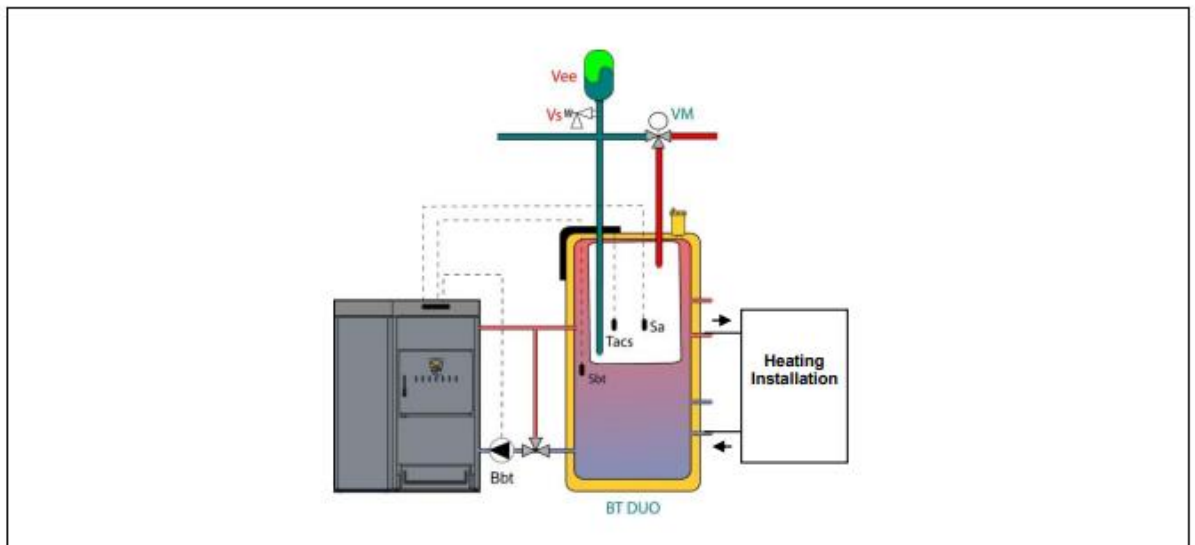 Vee
Vs
VM
Tacs
Sa
Sbt
Heating
Installation
Bbt
BT DUO